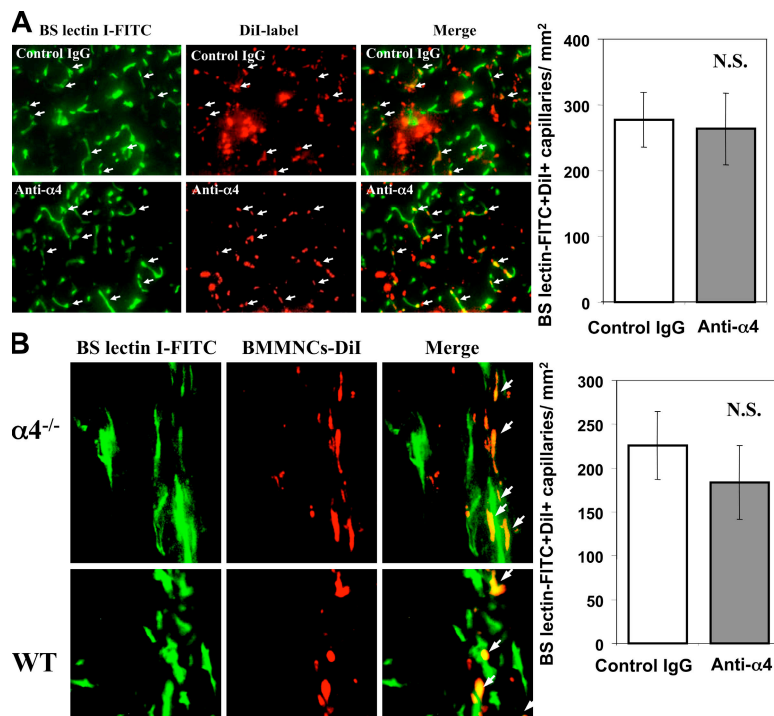 A
BS lectin I-FITC
DiI-label
Merge
Control IgG
Control IgG
Control IgG
Anti-α4
Anti-α4
Anti-α4
BS lectin-FITC+DiI+ capillaries/ mm²
400
300
200
100
0
N.S.
Control IgG
Anti-α4
B
BS lectin I-FITC
BMMNCs-DiI
Merge
α4-/-
WT
BS lectin-FITC+DiI+ capillaries/ mm²
300
250
200
150
100
50
0
N.S.
Control IgG
Anti-α4